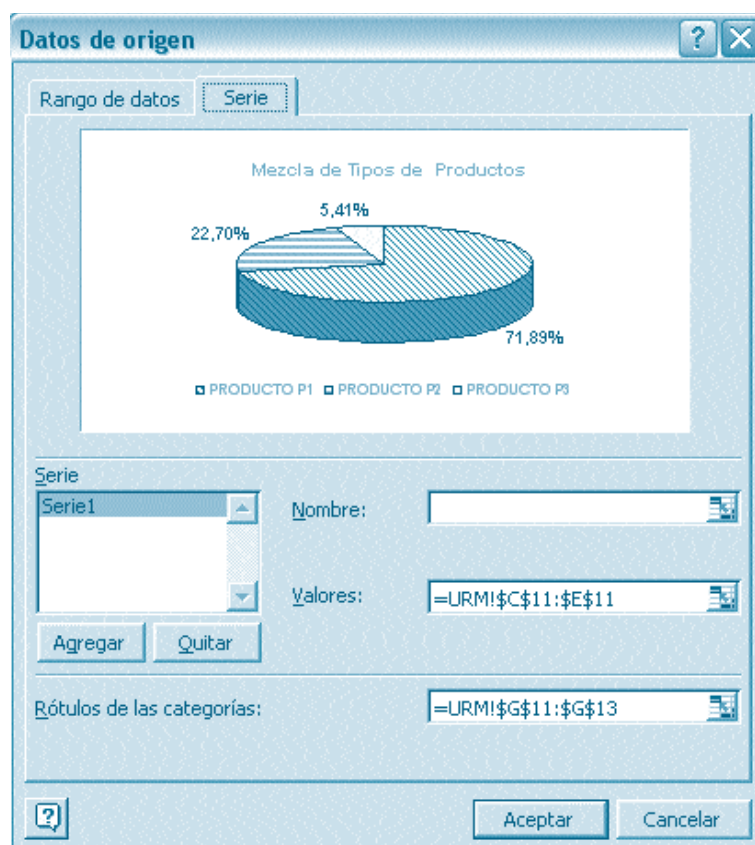 Datos de origen
Rango de datos Serie
Mezcla de Tipos de Productos
5,41%
22,70%
71,89%
PRODUCTO P1 PRODUCTO P2 PRODUCTO P3
Serie
Serie1
Nombre:
Valores: =URM!$C$11:$E$11
Agregar Quitar
Rótulos de las categorías: =URM!$G$11:$G$13
Aceptar Cancelar